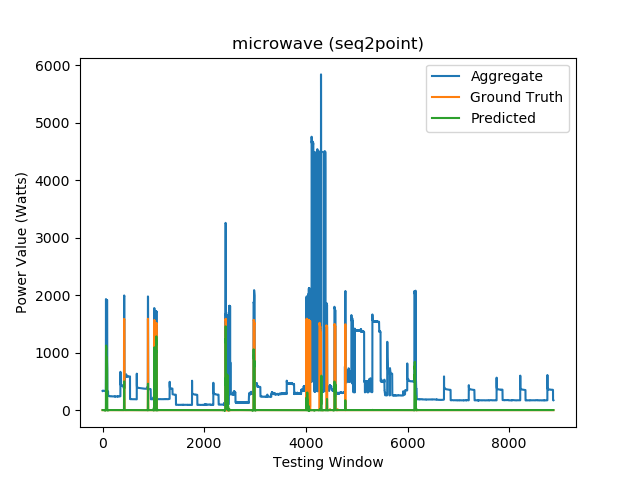 microwave (seq2point)
6000
5000
4000
3000
2000
1000
0
Power Value (Watts)
Aggregate
Ground Truth
Predicted
0 2000 4000 6000 8000
Testing Window